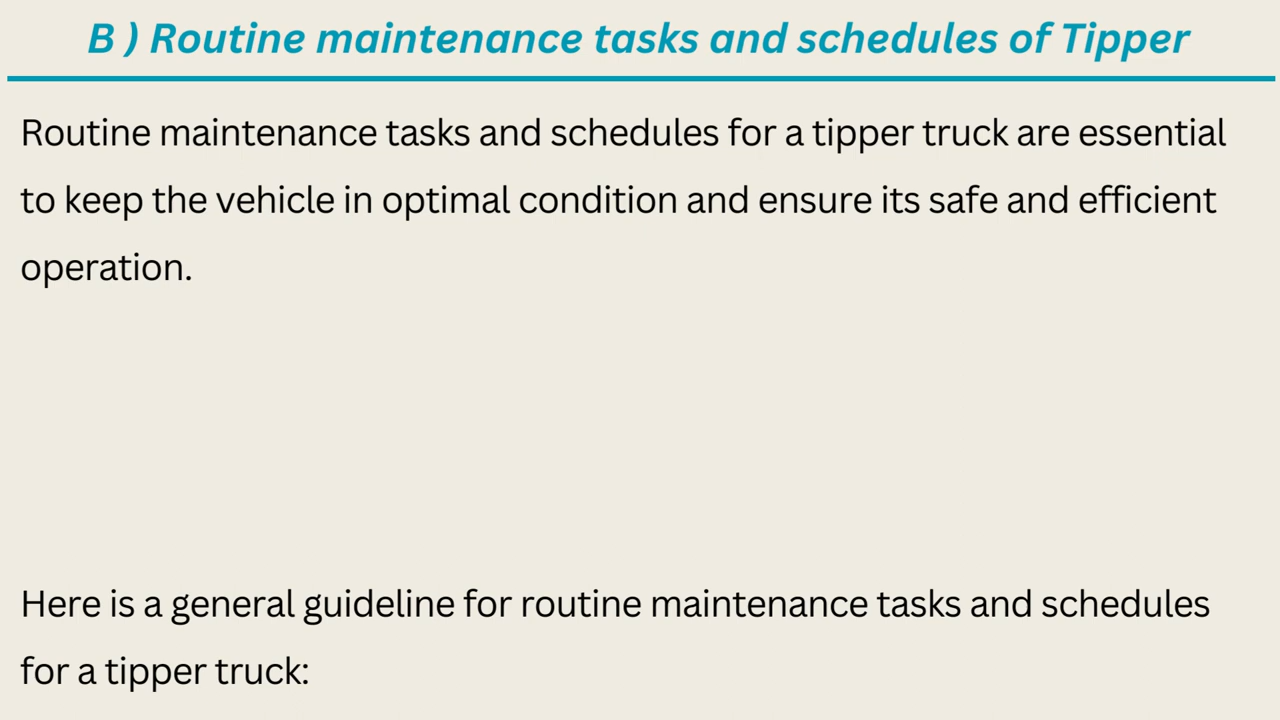 B ) Routine maintenance tasks and schedules of Tipper
Routine maintenance tasks and schedules for a tipper truck are essential
to keep the vehicle in optimal condition and ensure its safe and efficient
operation.
Here is a general guideline for routine maintenance tasks and schedules
for a tipper truck: